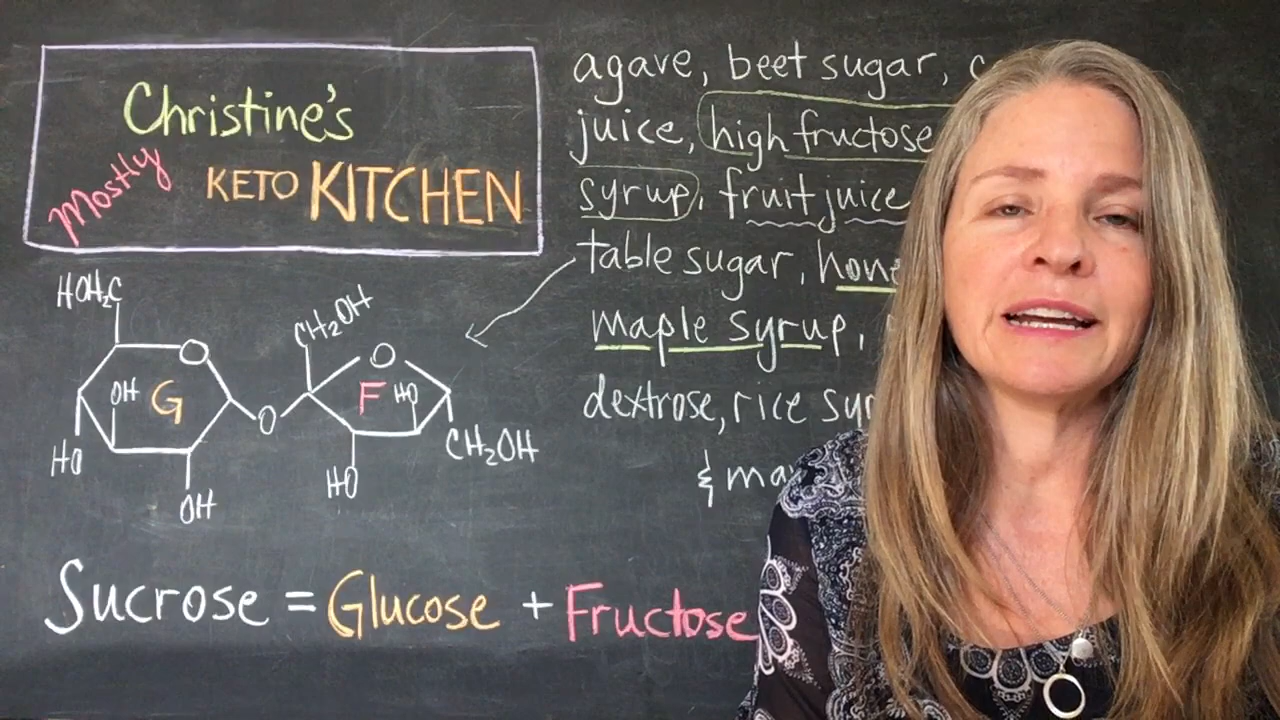 Christine's
Mostly KETO KITCHEN
agave, beet sugar,
juice, high fructose
syrup, fruit juice
table sugar,
maple syrup,
dextrose, rice
&
HOH₂C
O
OH
G
HO
OH
O
CH₂OH
O
F
HO
CH₂OH
HO
Sucrose = Glucose + Fructose